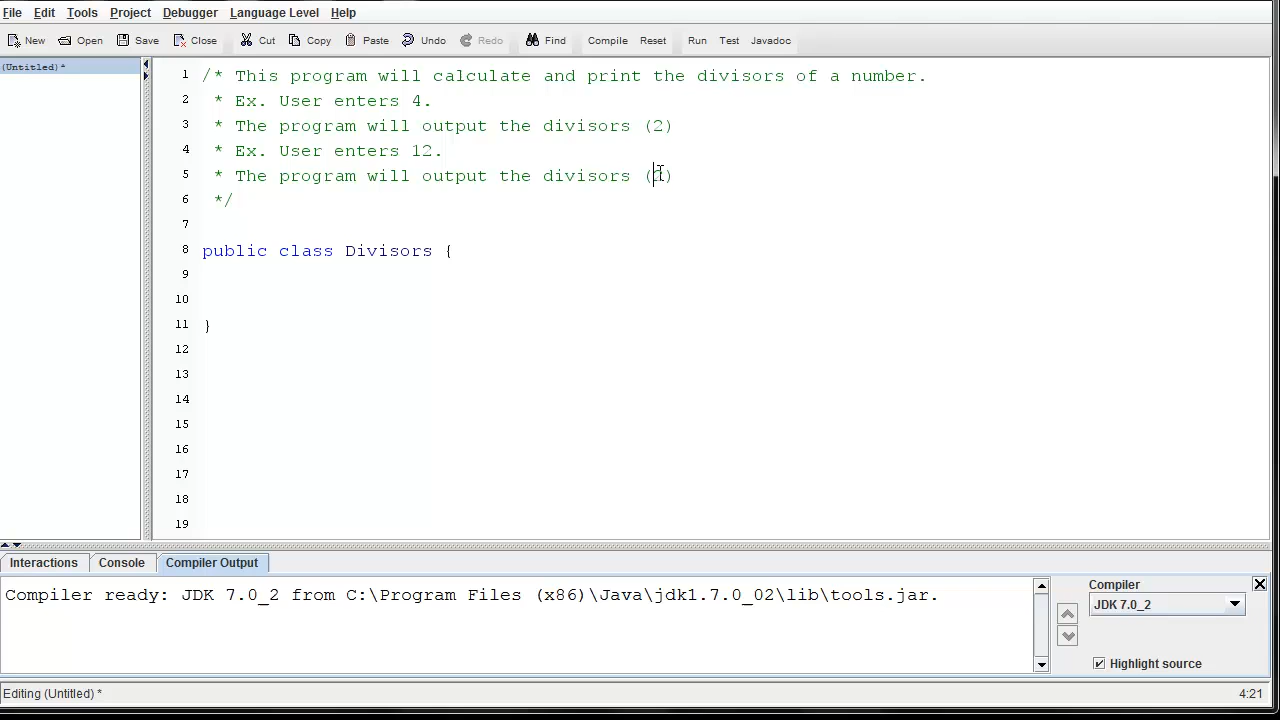 File Edit Tools Project Debugger Language Level Help
New Open Save Close Cut Copy Paste Undo Redo Find Compile Reset Run Test Javadoc
(Untitled)*
1 /* This program will calculate and print the divisors of a number.
2 * Ex. User enters 4.
3 * The program will output the divisors (2)
4 * Ex. User enters 12.
5 * The program will output the divisors ( )
6 */
7
8 public class Divisors {
9
10
11 }
12
13
14
15
16
17
18
19
Interactions Console Compiler Output
Compiler ready: JDK 7.0_2 from C:\Program Files (x86)\Java\jdk1.7.0_02\lib\tools.jar.
Compiler
JDK 7.0_2
Highlight source
Editing (Untitled) * 4:21